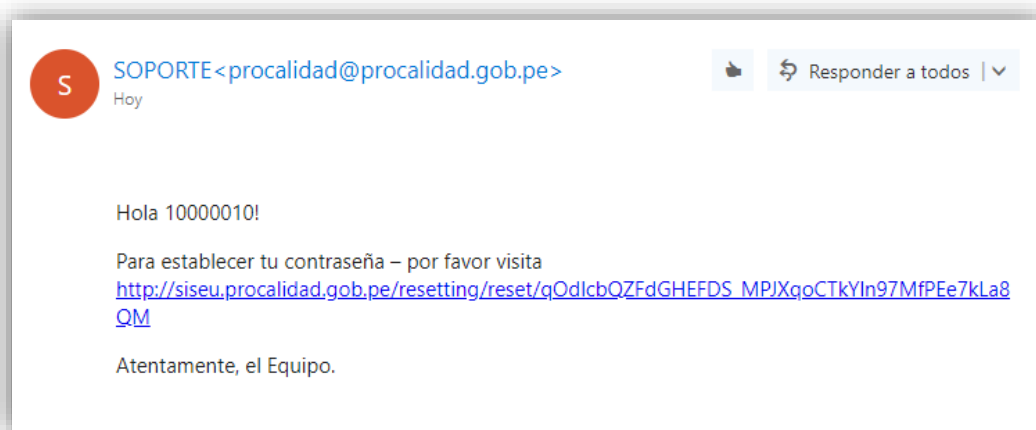 S
SOPORTE<procalidad@procalidad.gob.pe>
Hoy
Responder a todos
Hola 10000010!
Para establecer tu contraseña – por favor visita
http://siseu.procalidad.gob.pe/resetting/reset/qOdIcbQZFdGHEFDS_MPJXqoCTkYIn97MfPEe7kLa8
QM
Atentamente, el Equipo.